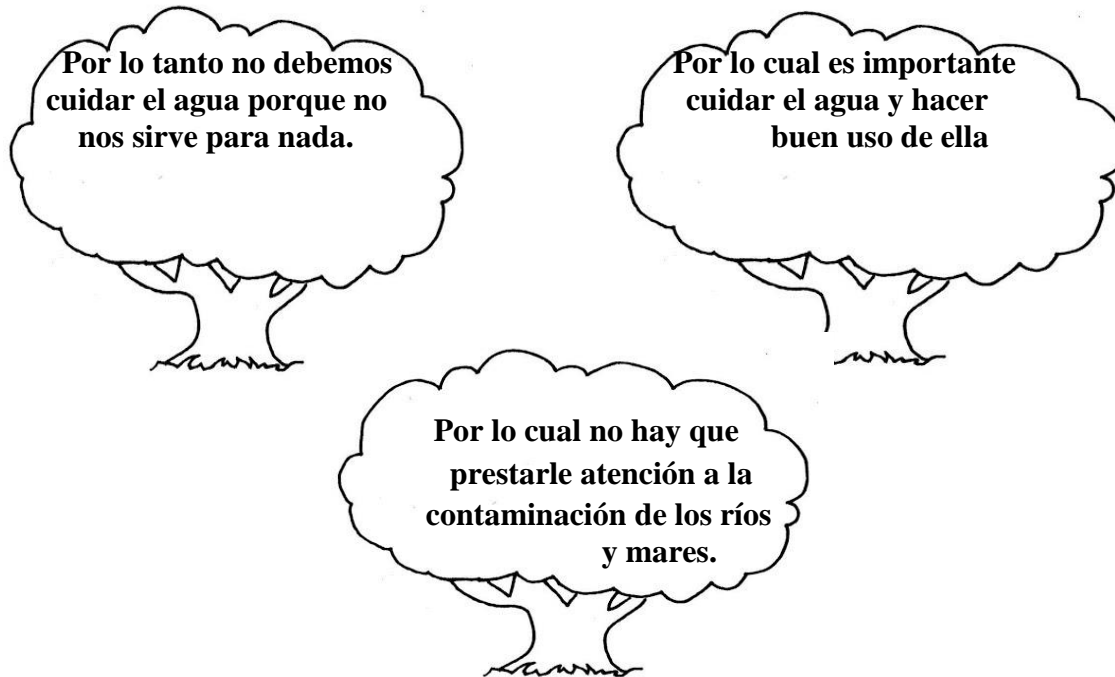 Por lo tanto no debemos
cuidar el agua porque no
nos sirve para nada.
Por lo cual es importante
cuidar el agua y hacer
buen uso de ella
Por lo cual no hay que
prestarle atención a la
contaminación de los ríos
y mares.